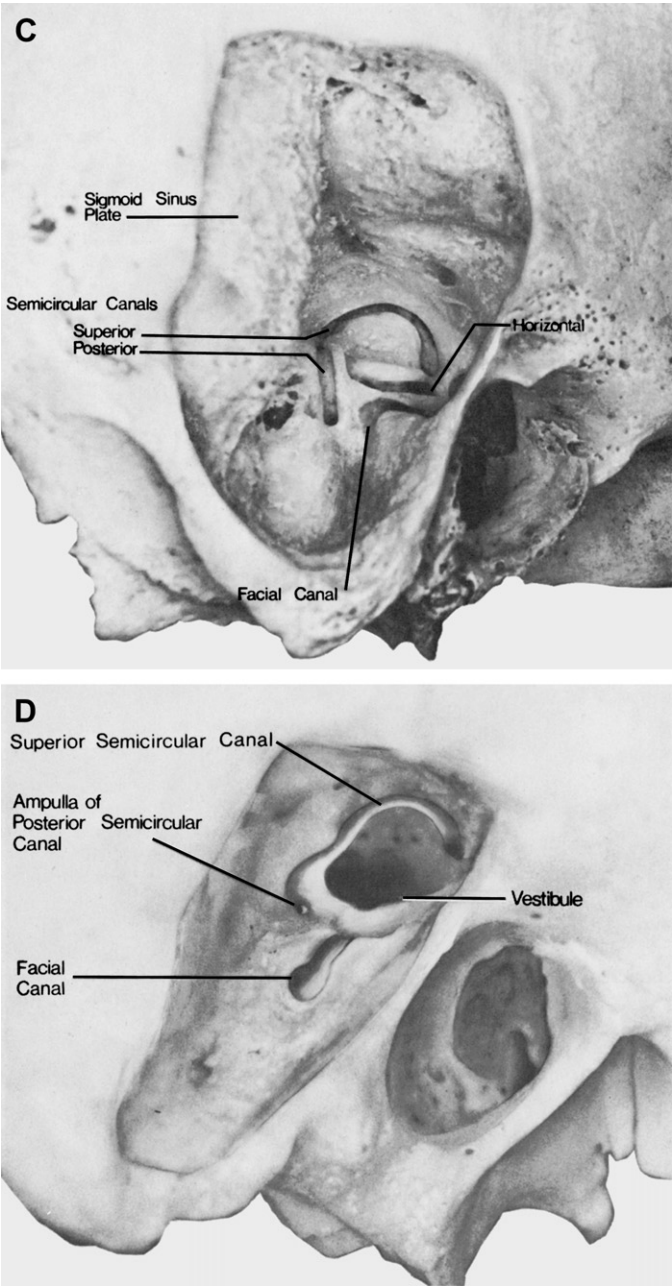 C
Sigmoid Sinus
Plate
Semicircular Canals
Superior
Posterior
Horizontal
Facial Canal
D
Superior Semicircular Canal
Ampulla of
Posterior Semicircular
Canal
Vestibule
Facial
Canal